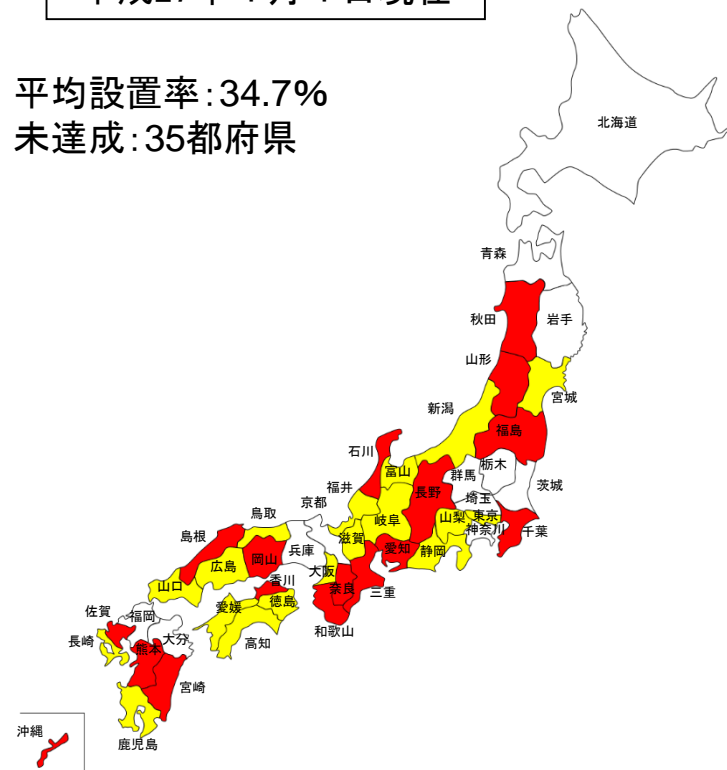 平均設置率：34.7%
未達成：35都府県
北海道
青森
秋田
岩手
山形
宮城
新潟
福島
石川
富山
群馬
栃木
福井
長野
茨城
埼玉
京都
鳥取
岐阜
山梨
東京
島根
滋賀
愛知
静岡
神奈川
千葉
兵庫
岡山
広島
大阪
香川
奈良
三重
山口
愛媛
徳島
佐賀
福岡
和歌山
長崎
大分
高知
熊本
宮崎
沖縄
鹿児島